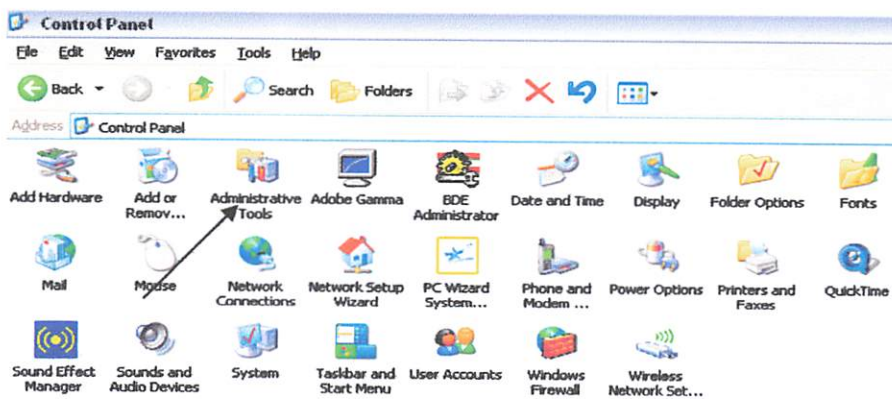 Control Panel
File Edit View Favorites Tools Help
Back Search Folders
Address Control Panel
Add Hardware Add or Remov... Administrative Tools Adobe Gamma BDE Administrator Date and Time Display Folder Options Fonts
Mail Mouse Network Connections Network Setup Wizard PC Wizard System... Phone and Modem ... Power Options Printers and Faxes QuickTime
Sound Effect Manager Sounds and Audio Devices System Taskbar and Start Menu User Accounts Windows Firewall Wireless Network Set...